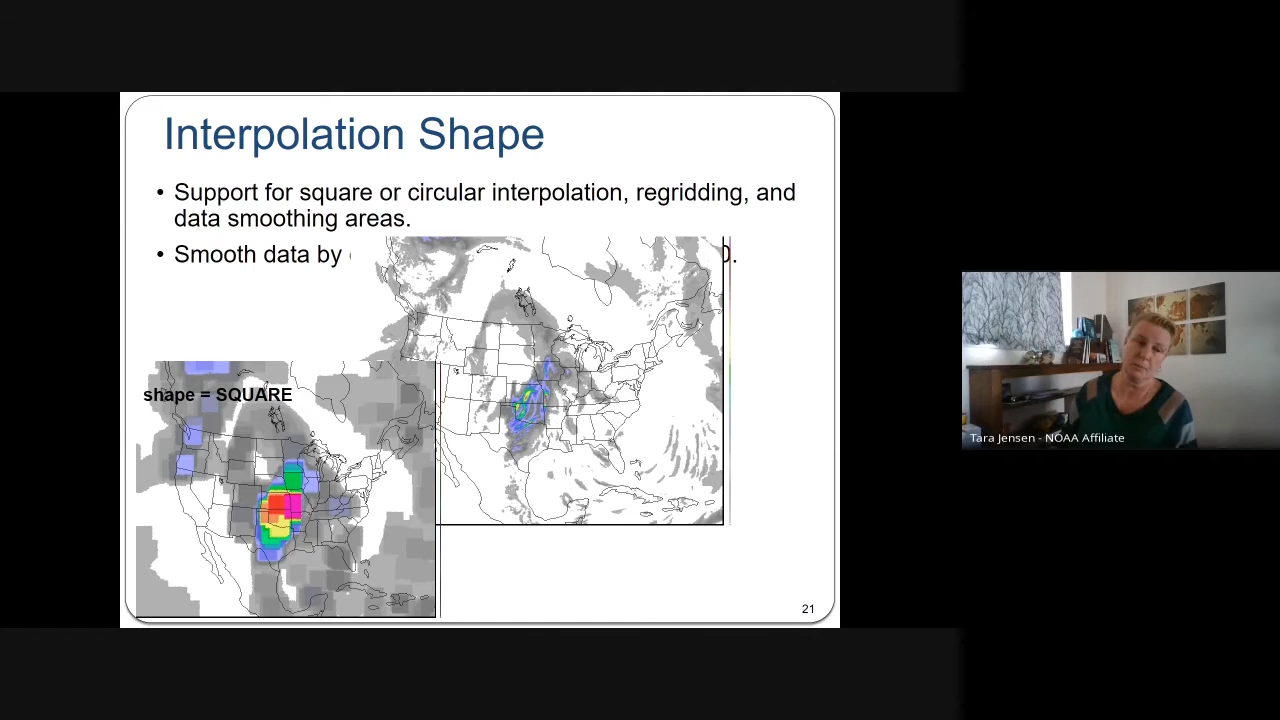 Interpolation Shape
• Support for square or circular interpolation, regridding, and
data smoothing areas.
• Smooth data by
0.
shape = SQUARE
21
Tara Jensen - NOAA Affiliate